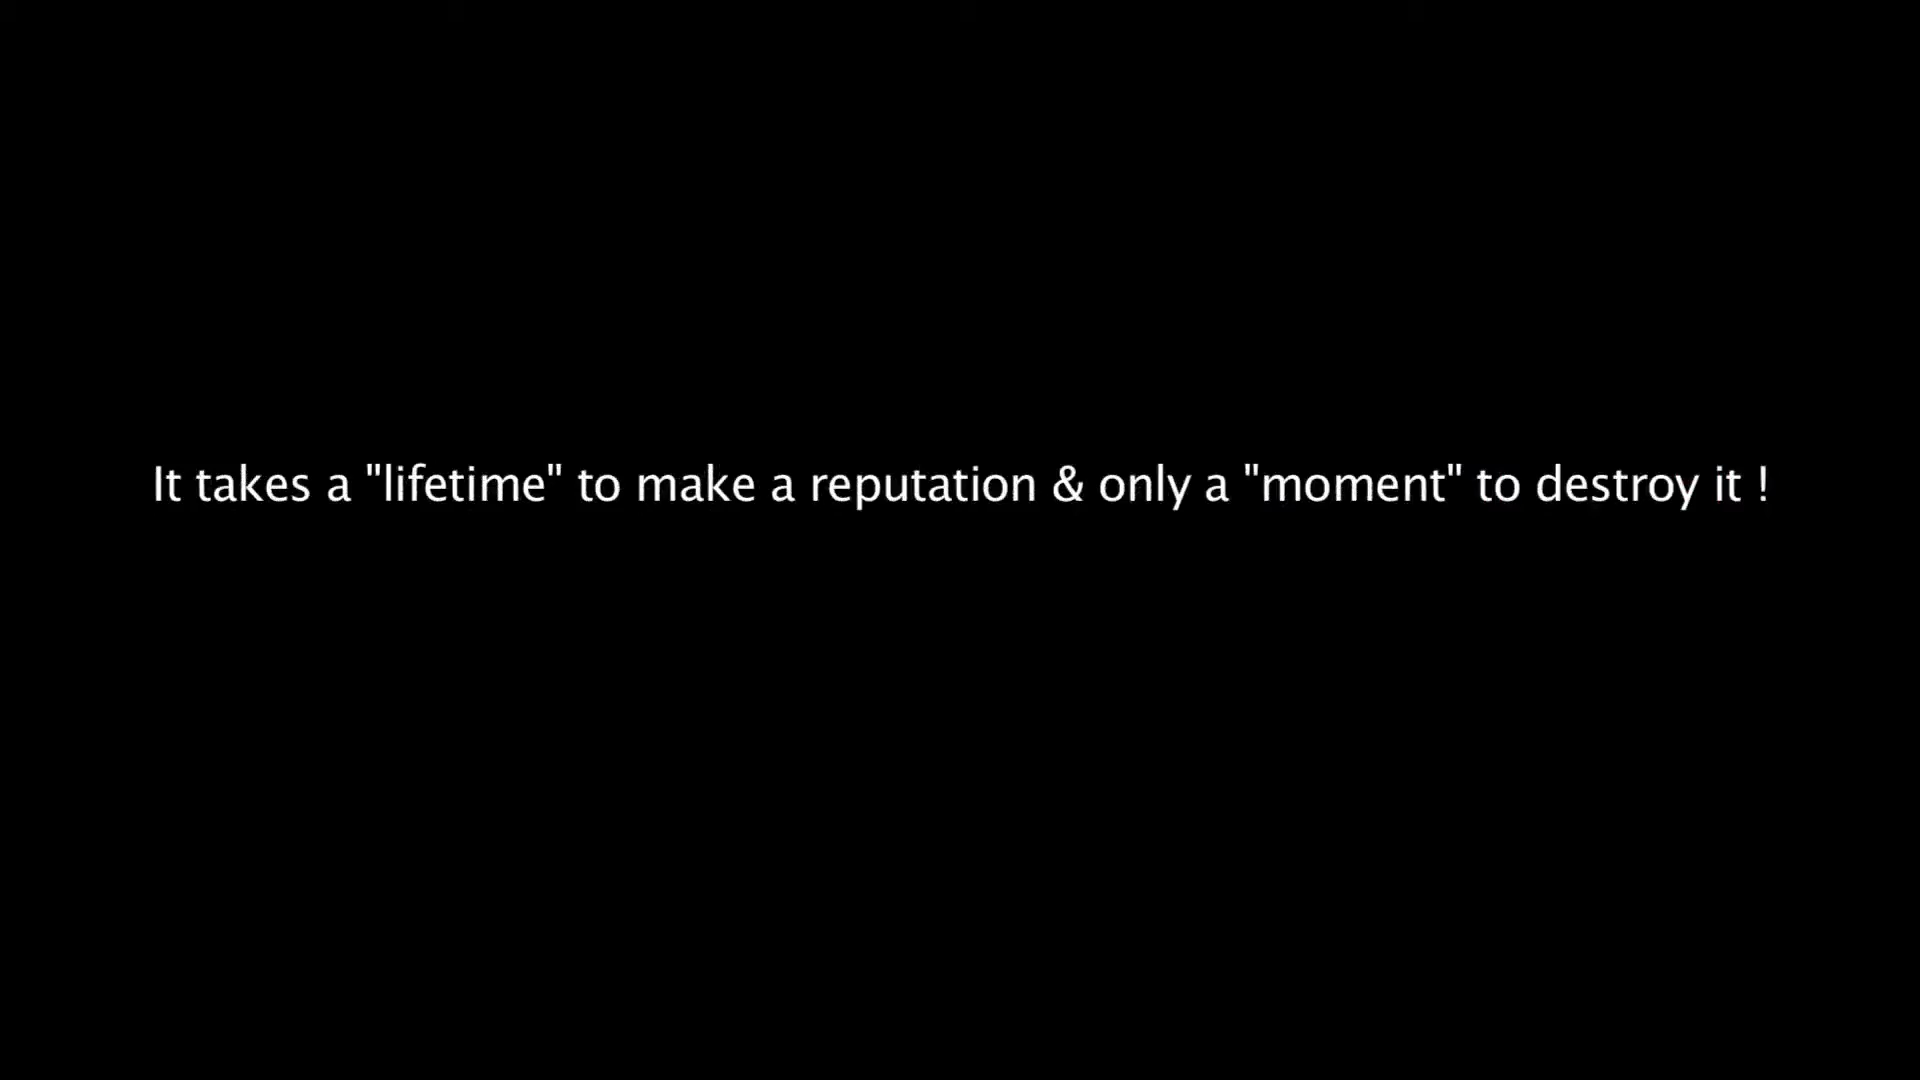 It takes a "lifetime" to make a reputation & only a "moment" to destroy it !